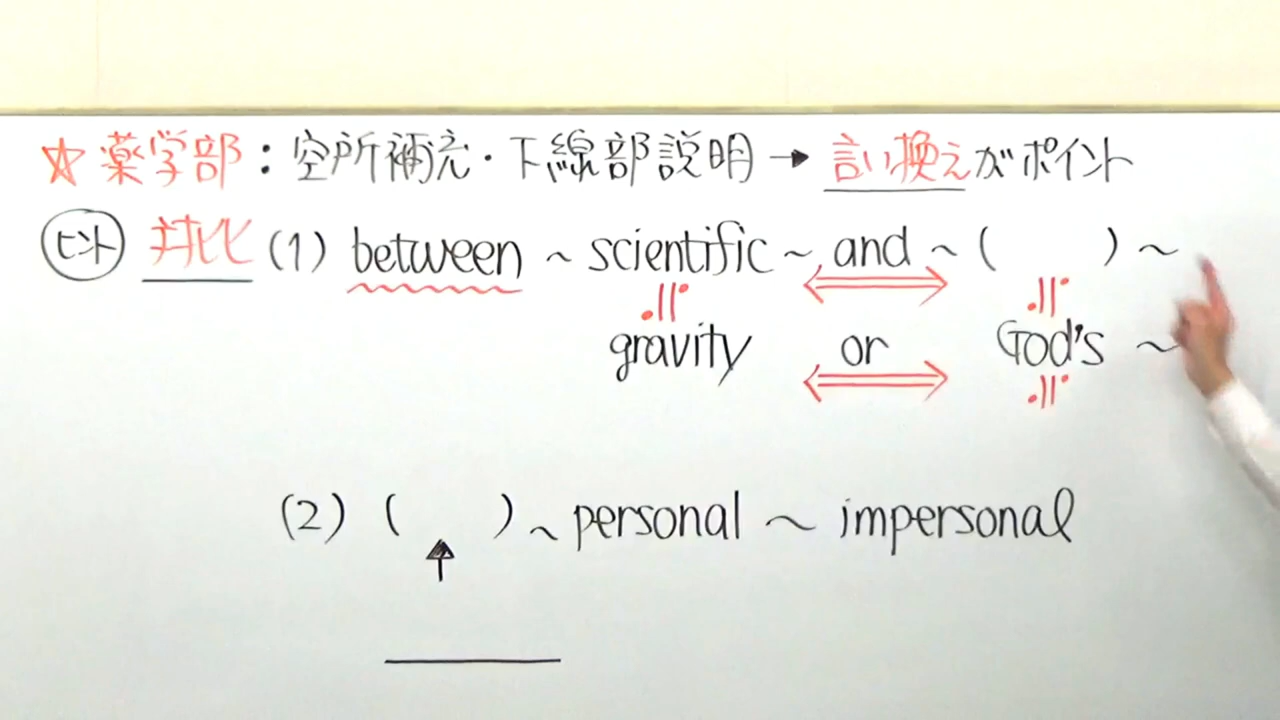 ☆薬学部:空所補充・下線部説明→言い換えがポイント
ヒント 対比 (1) between ~ scientific ~ and ~ ( ) ~
gravity or God's ~
(2) ( ) ~ personal ~ impersonal